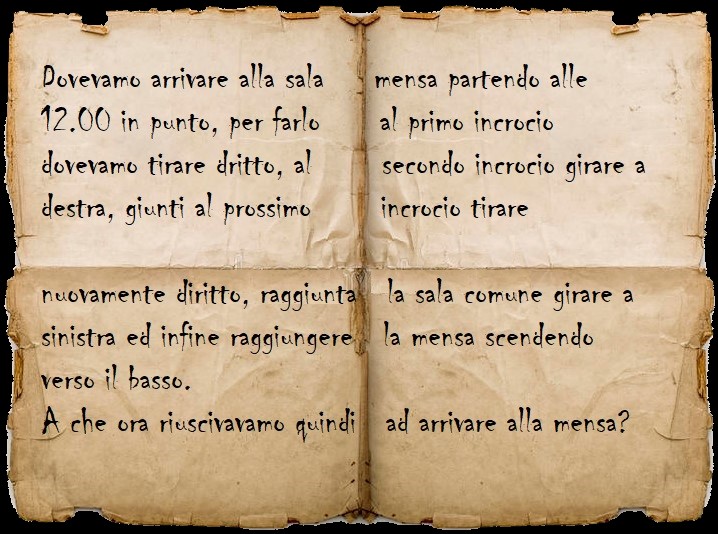 Dovevamo arrivare alla sala mensa partendo alle
12.00 in punto, per farlo al primo incrocio
dovevamo tirare dritto, al secondo incrocio girare a
destra, giunti al prossimo incrocio tirare
nuovamente diritto, raggiunta la sala comune girare a
sinistra ed infine raggiungere la mensa scendendo
verso il basso.
A che ora riuscivavamo quindi ad arrivare alla mensa?